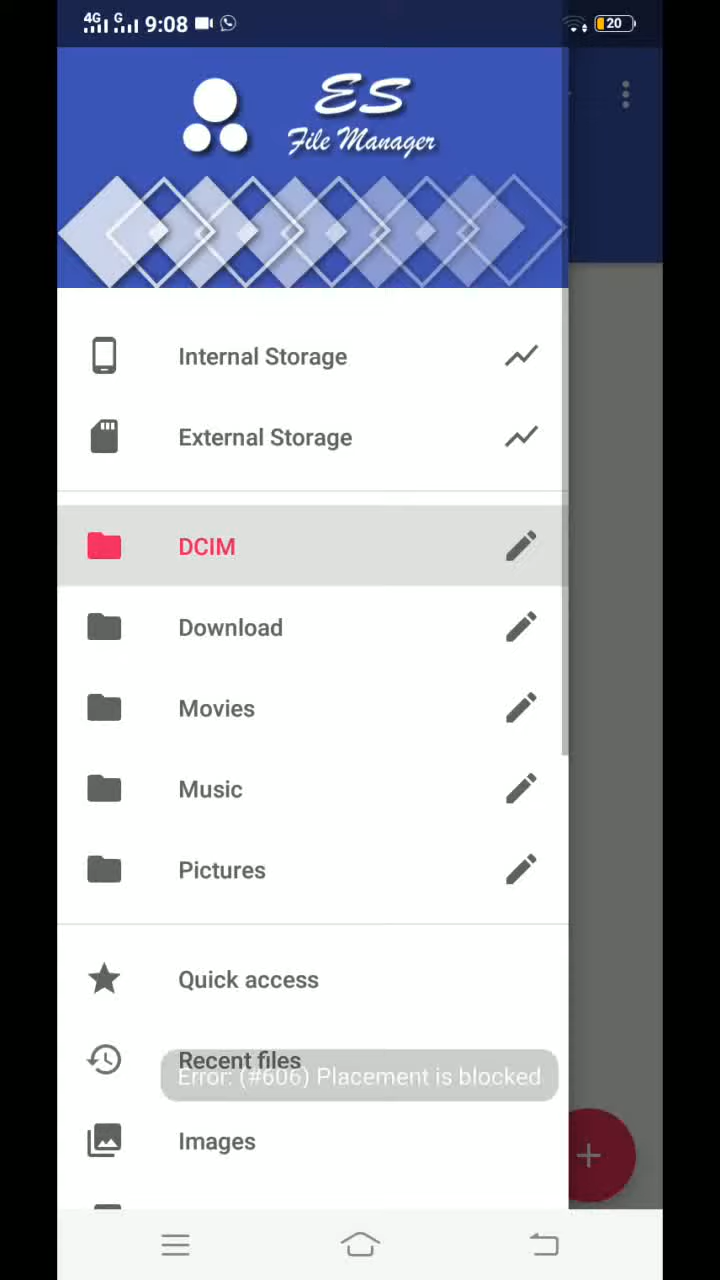 4G G 9:08 20
ES
File Manager
Internal Storage
External Storage
DCIM
Download
Movies
Music
Pictures
Quick access
Recent files
Error: (#606) Placement is blocked
Images